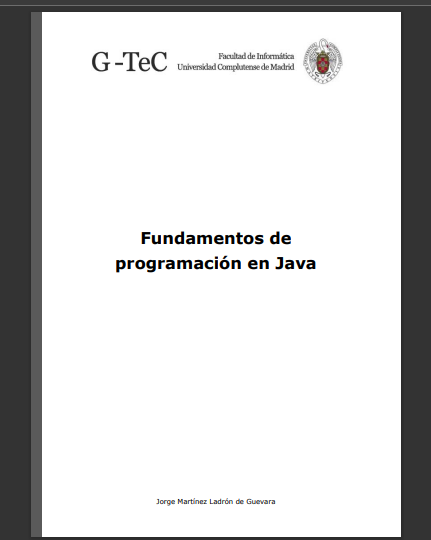 G -TeC
Facultad de Informática
Universidad Complutense de Madrid
Fundamentos de
programación en Java
Jorge Martínez Ladrón de Guevara